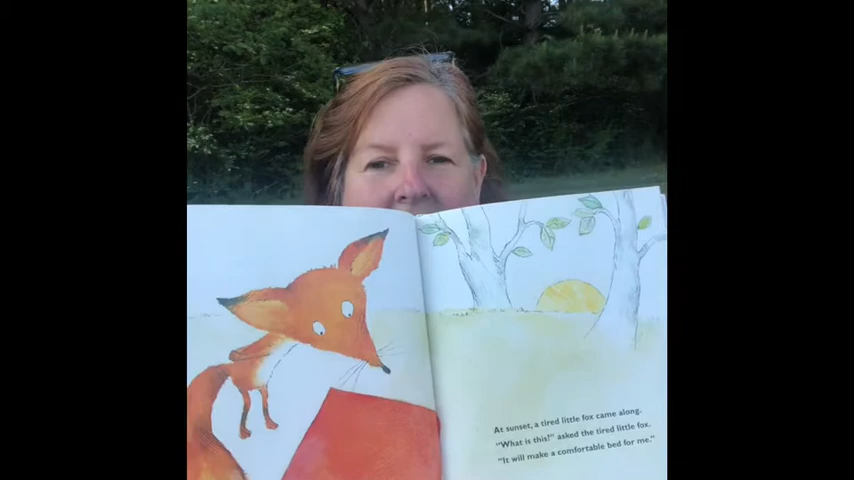 At sunset, a tired little fox came along.
"What is this?" asked the tired little fox.
"It will make a comfortable bed for me."